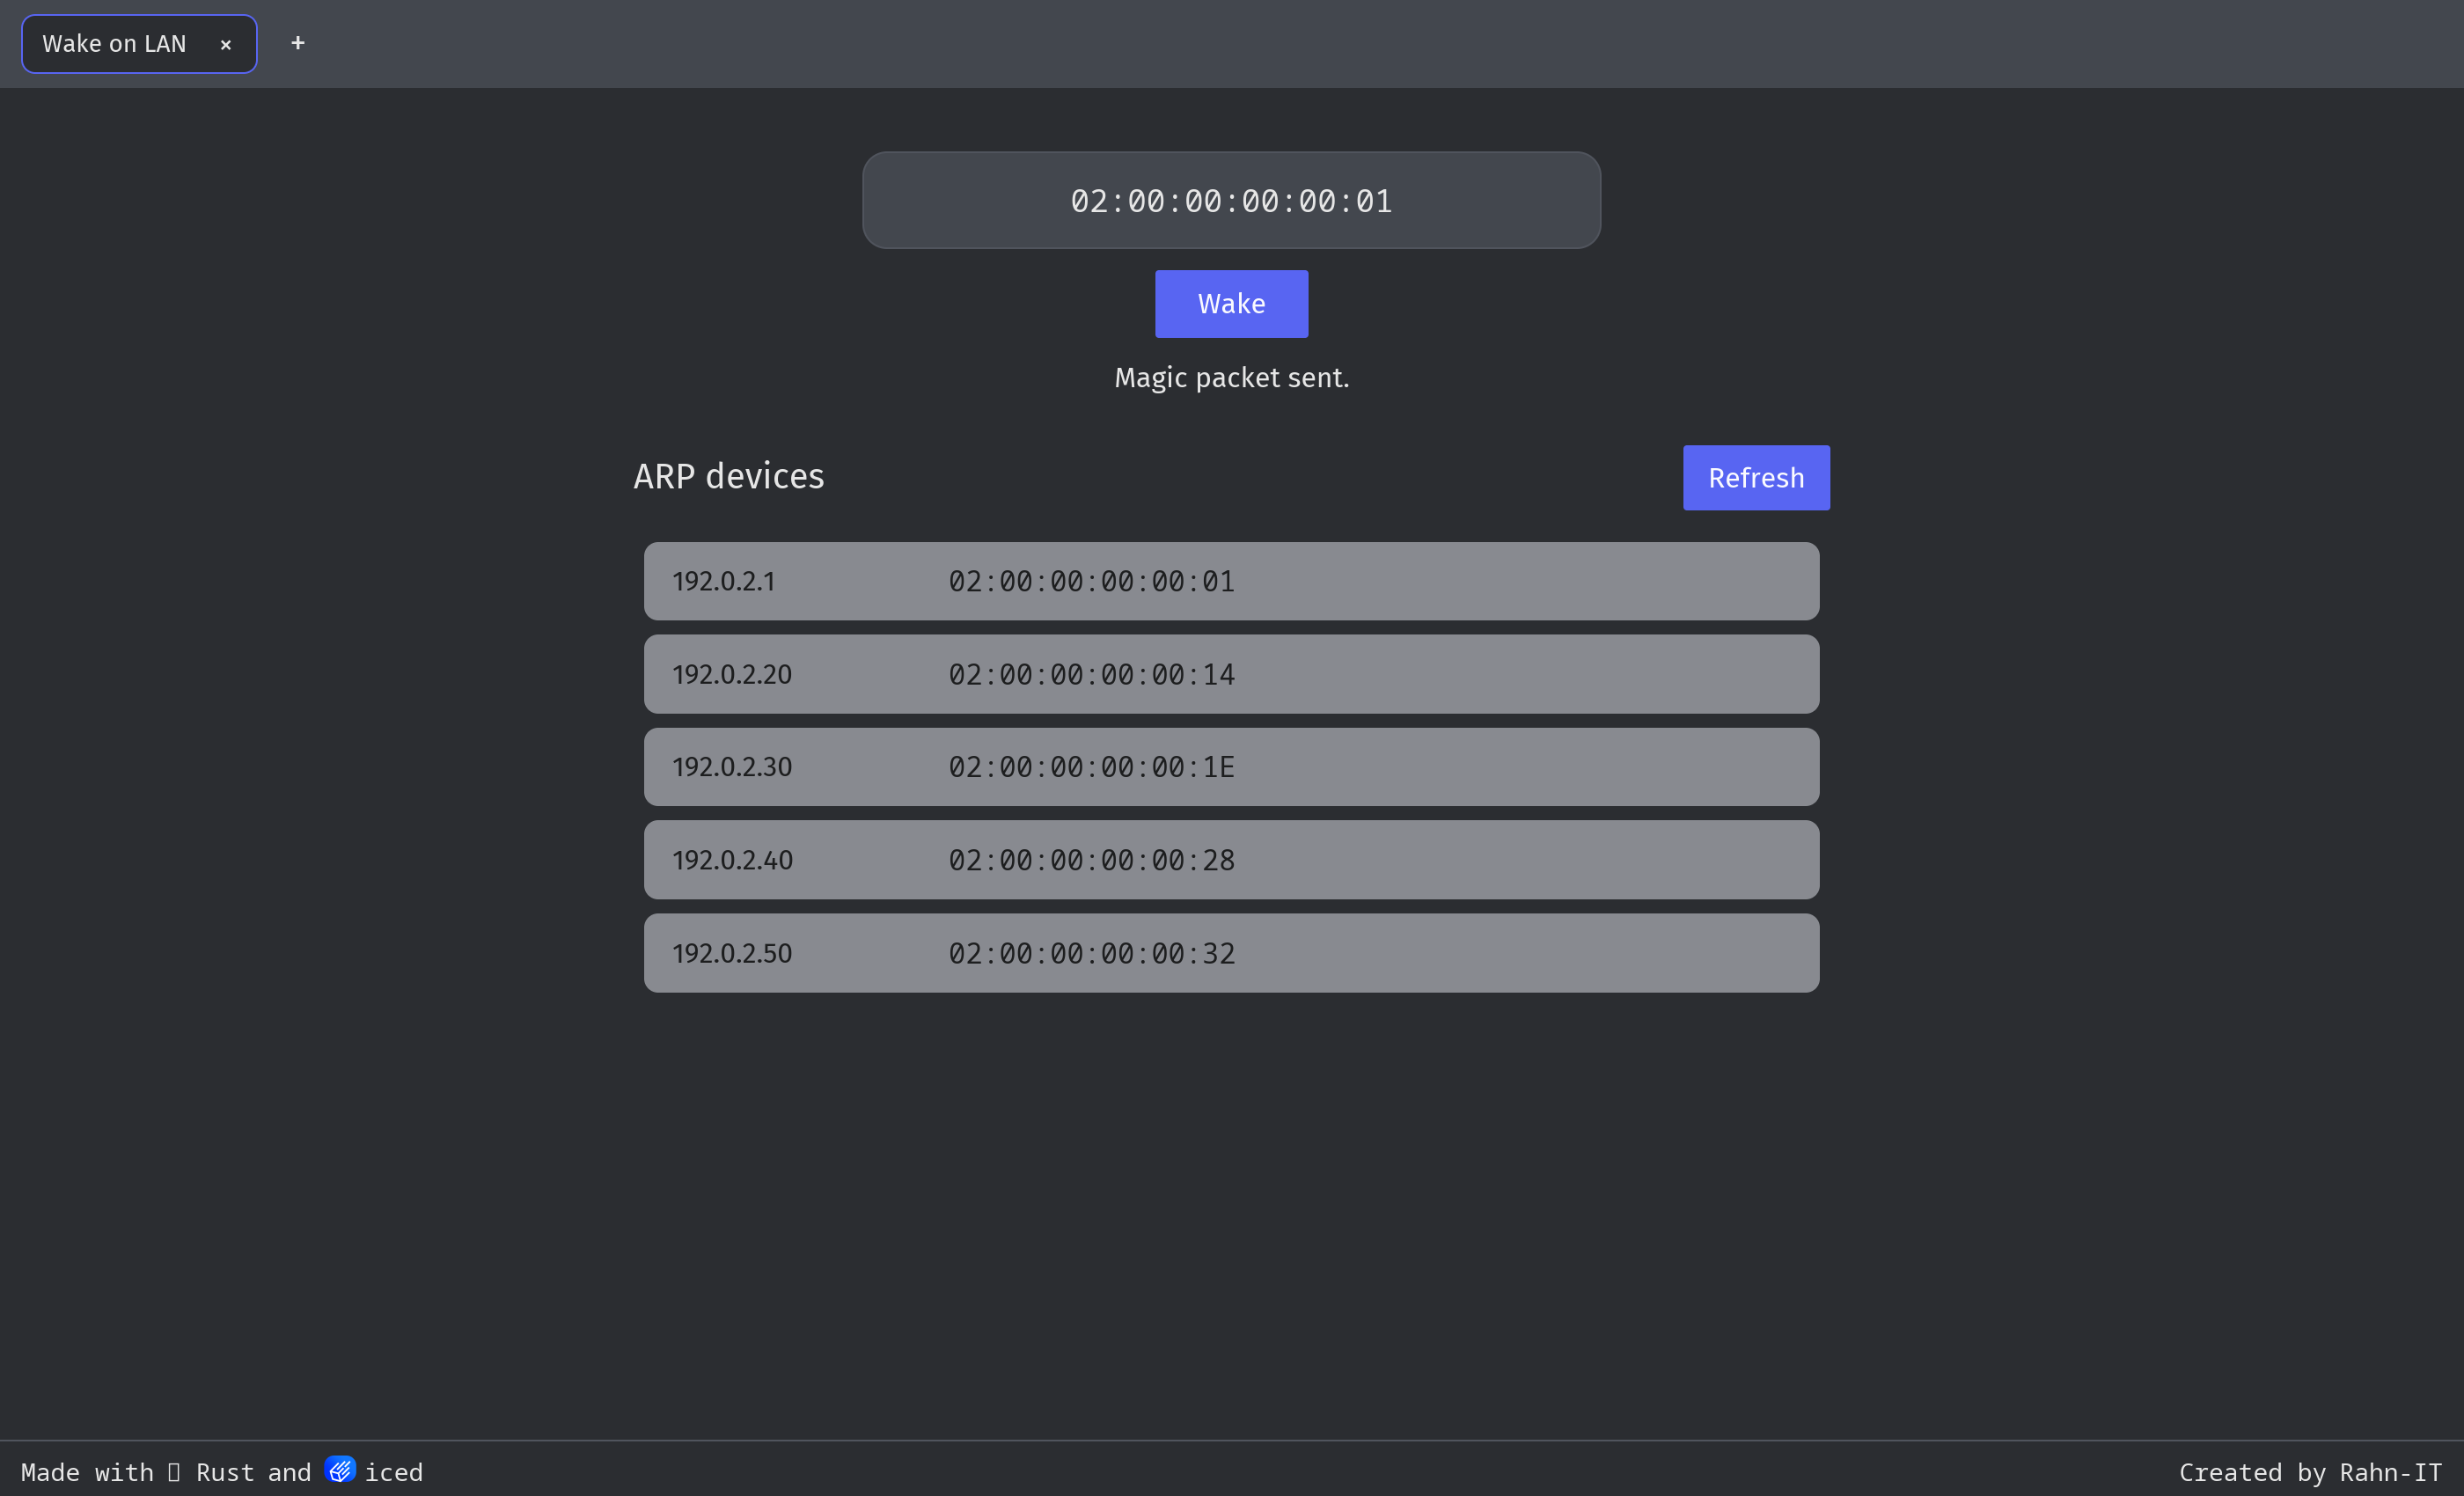 Wake on LAN × +
02:00:00:00:00:01
Wake
Magic packet sent.
ARP devices
Refresh
192.0.2.1 02:00:00:00:00:01
192.0.2.20 02:00:00:00:00:14
192.0.2.30 02:00:00:00:00:1E
192.0.2.40 02:00:00:00:00:28
192.0.2.50 02:00:00:00:00:32
Made with ▯ Rust and iced
Created by Rahn-IT